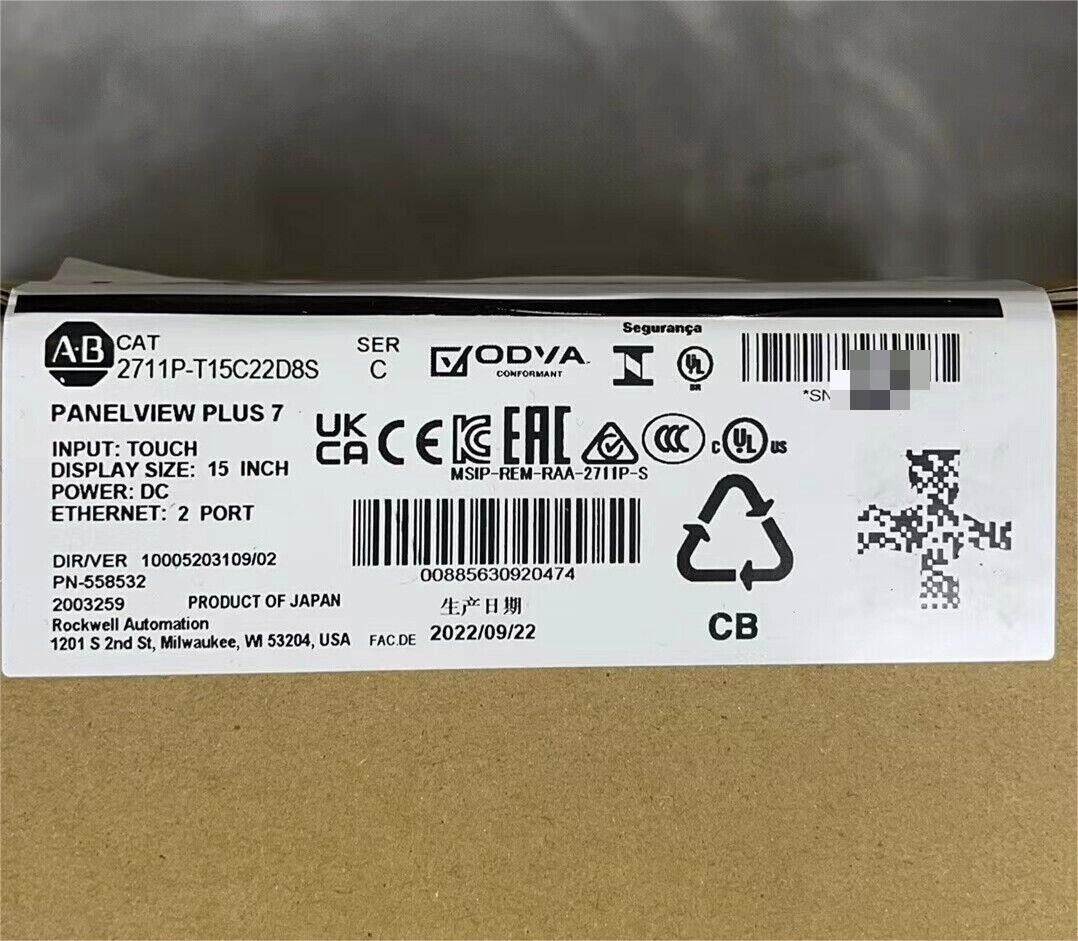 A·B CAT
2711P-T15C22D8S
SER
C
ODVA
CONFORMANT
Segurança
UL
BR
*SN
PANELVIEW PLUS 7
INPUT: TOUCH
DISPLAY SIZE: 15 INCH
POWER: DC
ETHERNET: 2 PORT
UK
CA
CE
EAC
CCC
c UL us
MSIP-REM-RAA-2711P-S
00885630920474
DIR/VER 10005203109/02
PN-558532
2003259 PRODUCT OF JAPAN
生产日期
Rockwell Automation
1201 S 2nd St, Milwaukee, WI 53204, USA FAC.DE 2022/09/22
CB